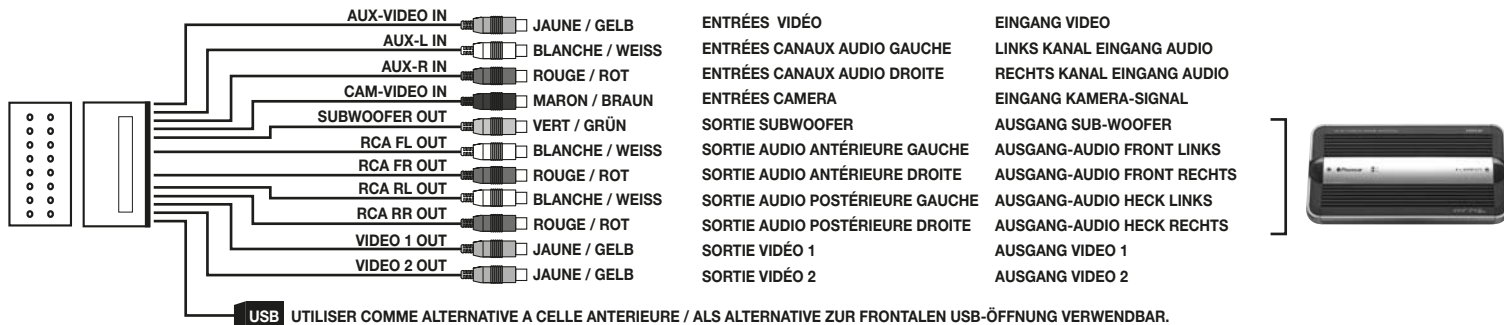 AUX-VIDEO IN JAUNE / GELB ENTRÉES VIDÉO EINGANG VIDEO
AUX-L IN BLANCHE / WEISS ENTRÉES CANAUX AUDIO GAUCHE LINKS KANAL EINGANG AUDIO
AUX-R IN ROUGE / ROT ENTRÉES CANAUX AUDIO DROITE RECHTS KANAL EINGANG AUDIO
CAM-VIDEO IN MARON / BRAUN ENTRÉES CAMERA EINGANG KAMERA-SIGNAL
SUBWOOFER OUT VERT / GRÜN SORTIE SUBWOOFER AUSGANG SUB-WOOFER
RCA FL OUT BLANCHE / WEISS SORTIE AUDIO ANTÉRIEURE GAUCHE AUSGANG-AUDIO FRONT LINKS
RCA FR OUT ROUGE / ROT SORTIE AUDIO ANTÉRIEURE DROITE AUSGANG-AUDIO FRONT RECHTS
RCA RL OUT BLANCHE / WEISS SORTIE AUDIO POSTÉRIEURE GAUCHE AUSGANG-AUDIO HECK LINKS
RCA RR OUT ROUGE / ROT SORTIE AUDIO POSTÉRIEURE DROITE AUSGANG-AUDIO HECK RECHTS
VIDEO 1 OUT JAUNE / GELB SORTIE VIDÉO 1 AUSGANG VIDEO 1
VIDEO 2 OUT JAUNE / GELB SORTIE VIDÉO 2 AUSGANG VIDEO 2
USB UTILISER COMME ALTERNATIVE A CELLE ANTERIEURE / ALS ALTERNATIVE ZUR FRONTALEN USB-ÖFFNUNG VERWENDBAR.